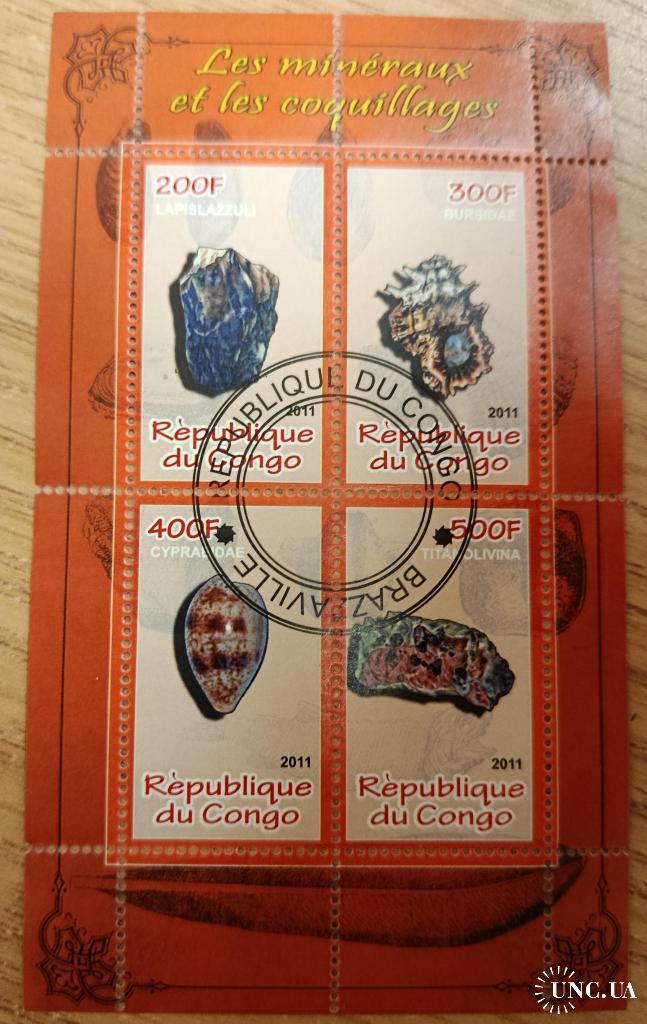 Les minéraux
et les coquillages
200F
LAPISLAZZULI
2011
Rèpublique
du Congo
300F
BURSIDAE
2011
Rèpublique
du Congo
REPUBLIQUE DU CONGO
BRAZZAVILLE
400F
CYPRAEIDAE
2011
Rèpublique
du Congo
500F
TITANOLIVINA
2011
Rèpublique
du Congo
UNC.UA